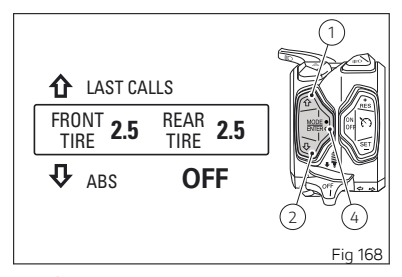 1
LAST CALLS
FRONT TIRE 2.5 REAR TIRE 2.5
ABS OFF
MODE
ENTER
ON
OFF
RES
SET
OFF
2
4
Fig 168